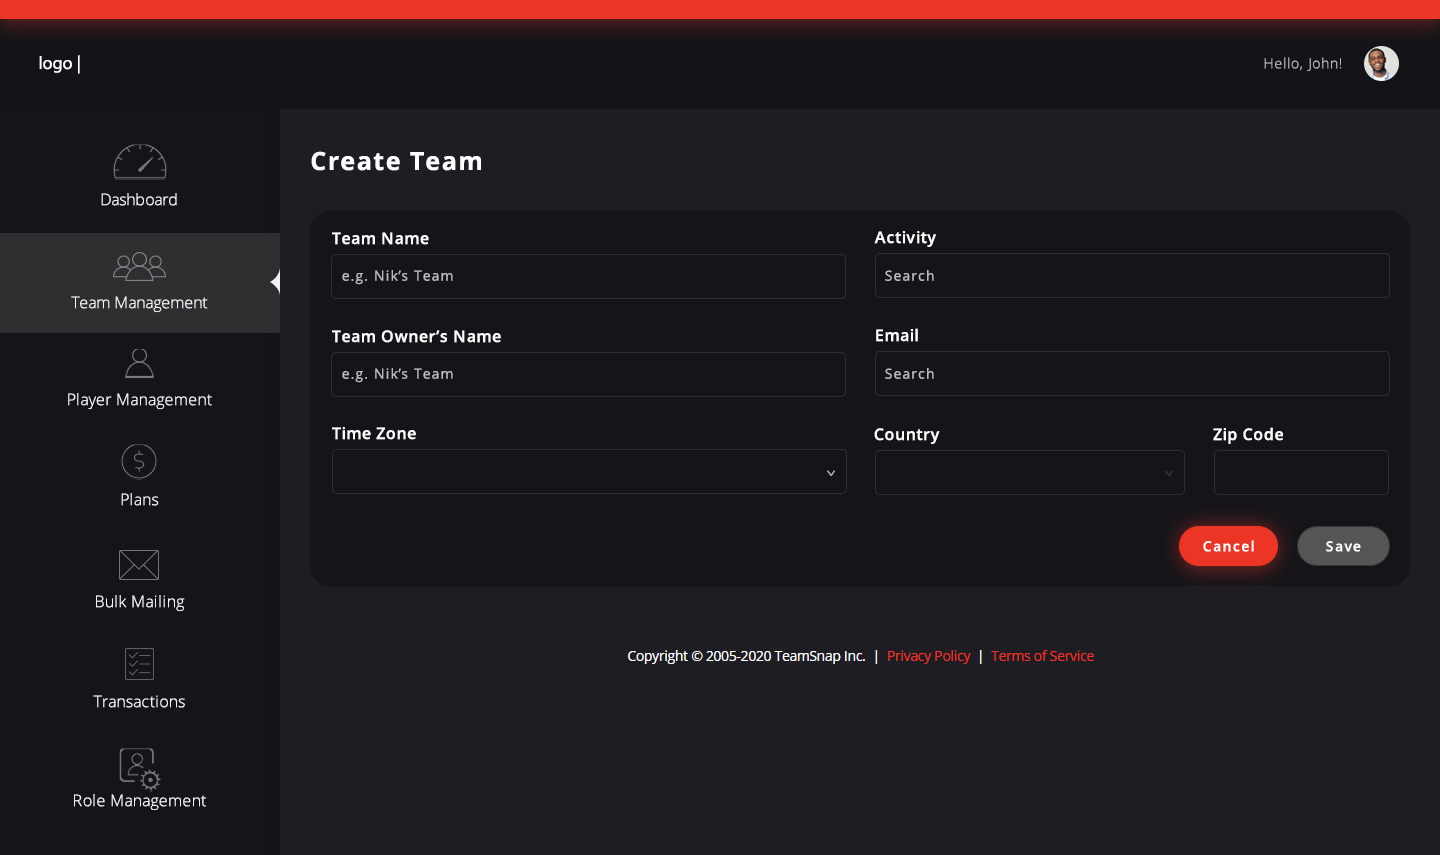 logo |
Hello, John!
Dashboard
Team Management
Player Management
Plans
Bulk Mailing
Transactions
Role Management
Create Team
Team Name
e.g. Nik’s Team
Activity
Search
Team Owner’s Name
e.g. Nik’s Team
Email
Search
Time Zone
Country
Zip Code
Cancel
Save
Copyright © 2005-2020 TeamSnap Inc. | Privacy Policy | Terms of Service